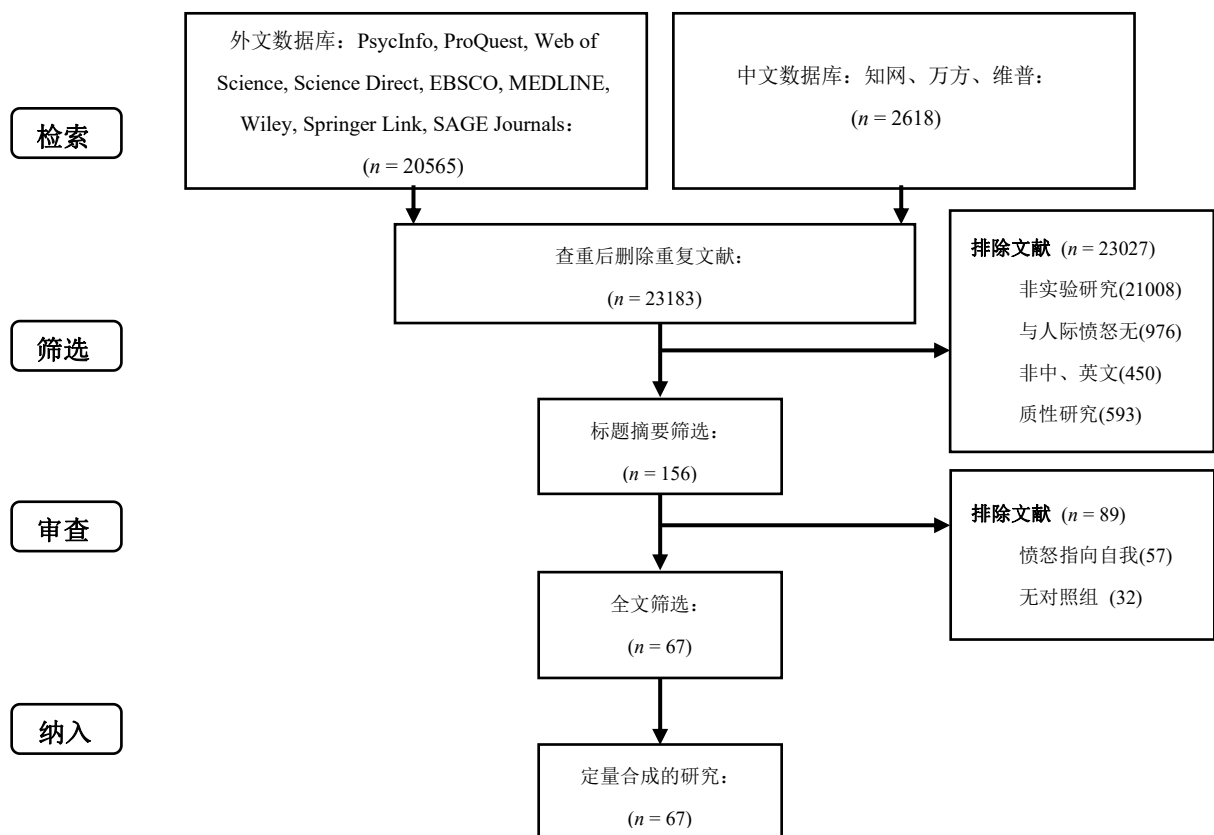 外文数据库：PsycInfo, ProQuest, Web of
Science, Science Direct, EBSCO, MEDLINE,
Wiley, Springer Link, SAGE Journals：
(n = 20565)
中文数据库：知网、万方、维普：
(n = 2618)
检索
查重后删除重复文献：
(n = 23183)
排除文献 (n = 23027)
非实验研究(21008)
与人际愤怒无(976)
非中、英文(450)
质性研究(593)
筛选
标题摘要筛选：
(n = 156)
审查
排除文献 (n = 89)
愤怒指向自我(57)
无对照组 (32)
全文筛选：
(n = 67)
纳入
定量合成的研究：
(n = 67)